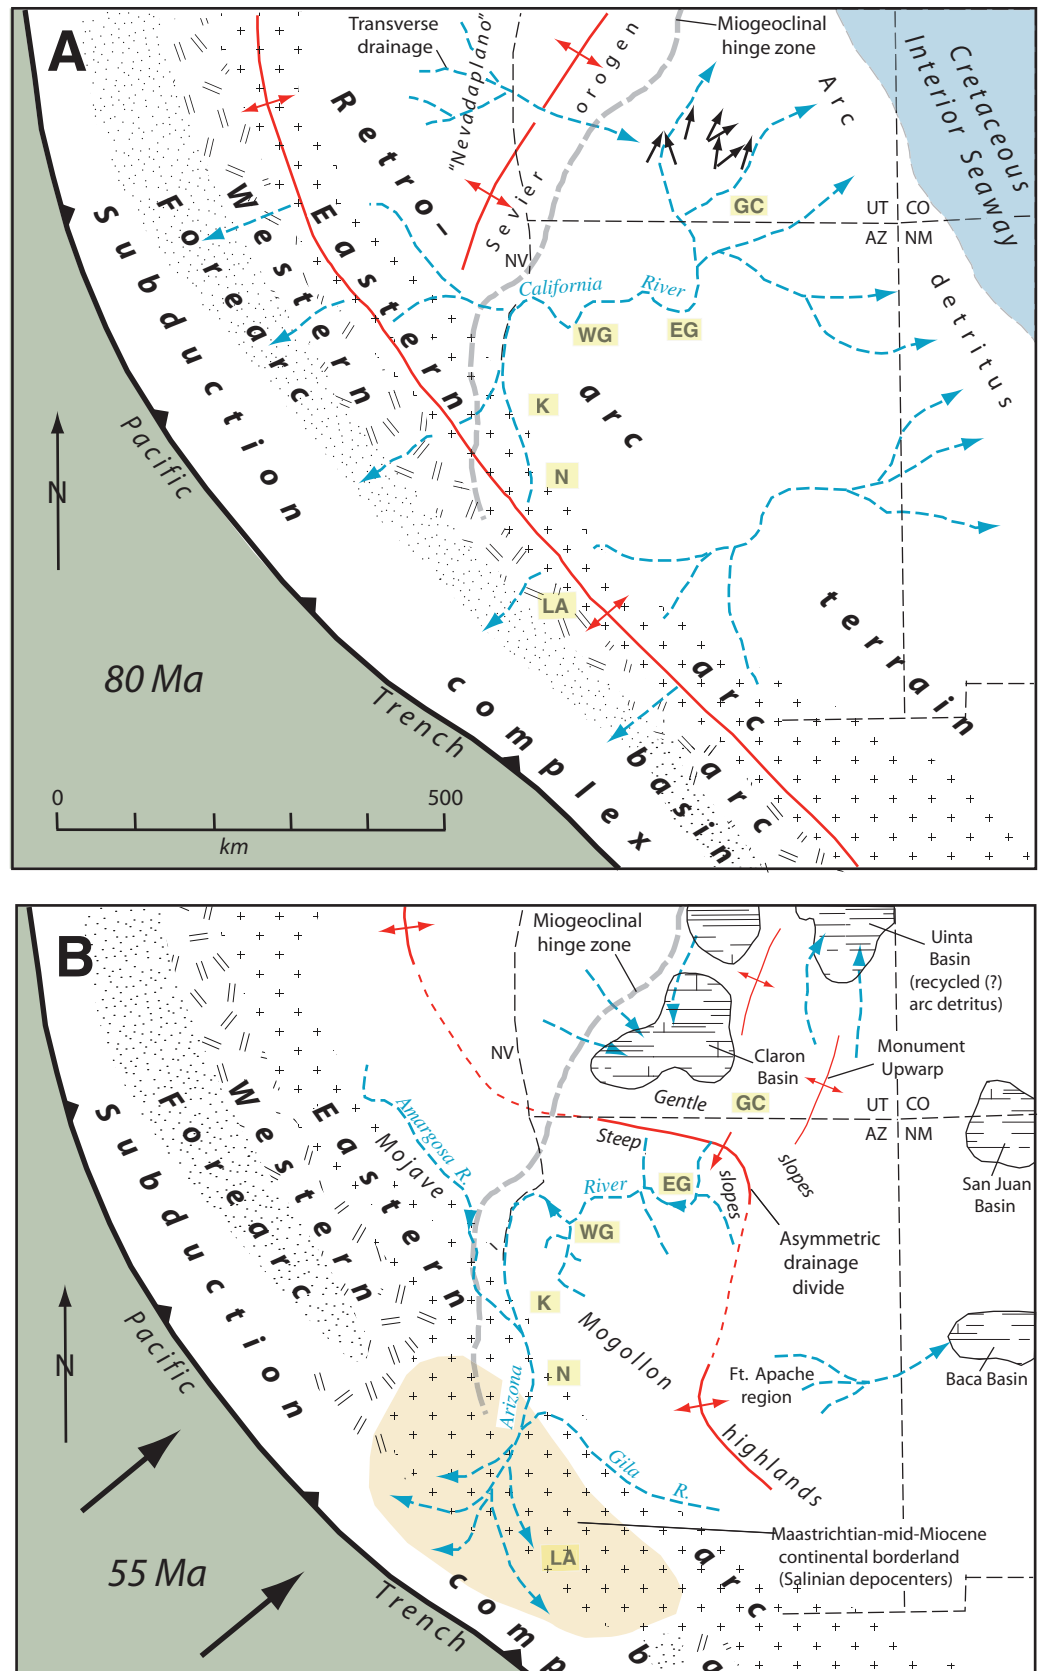 A
Transverse
drainage
"Nevadaplano"
Sevier orogen
Miogeoclinal
hinge zone
Cretaceous
Interior Seaway
Arc detritus
Retro-arc terrain
GC
UT CO
AZ NM
NV
California River
WG
EG
K
N
LA
Western arc
Eastern arc
Forearc basin
Subduction complex
Pacific
Trench
N
80 Ma
0 500
km
B
Miogeoclinal
hinge zone
Uinta
Basin
(recycled (?)
arc detritus)
Claron
Basin
Monument
Upwarp
NV
Gentle slopes
GC
UT CO
AZ NM
Steep slopes
San Juan
Basin
Amargosa R.
Mojave
Arizona River
EG
WG
Asymmetric
drainage
divide
K
N
Mogollon highlands
Ft. Apache
region
Baca Basin
Gila R.
LA
Maastrichtian-mid-Miocene
continental borderland
(Salinian depocenters)
Western a
Eastern arc
Forearc b
Subduction comp
Pacific
Trench
N
55 Ma